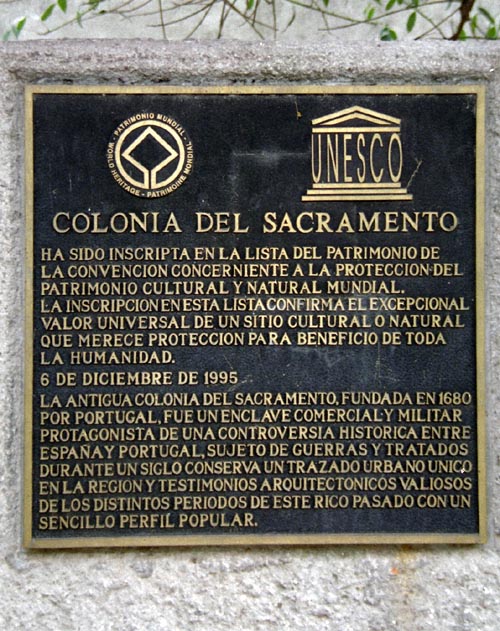 PATRIMONIO MUNDIAL · WORLD HERITAGE · PATRIMOINE MONDIAL
UNESCO
COLONIA DEL SACRAMENTO
HA SIDO INSCRIPTA EN LA LISTA DEL PATRIMONIO DE
LA CONVENCION CONCERNIENTE A LA PROTECCION DEL
PATRIMONIO CULTURAL Y NATURAL MUNDIAL.
LA INSCRIPCION EN ESTA LISTA CONFIRMA EL EXCEPCIONAL
VALOR UNIVERSAL DE UN SITIO CULTURAL O NATURAL
QUE MERECE PROTECCION PARA BENEFICIO DE TODA
LA HUMANIDAD.
6 DE DICIEMBRE DE 1995
LA ANTIGUA COLONIA DEL SACRAMENTO, FUNDADA EN 1680
POR PORTUGAL, FUE UN ENCLAVE COMERCIAL Y MILITAR
PROTAGONISTA DE UNA CONTROVERSIA HISTORICA ENTRE
ESPAÑA Y PORTUGAL, SUJETO DE GUERRAS Y TRATADOS
DURANTE UN SIGLO CONSERVA UN TRAZADO URBANO UNICO
EN LA REGION Y TESTIMONIOS ARQUITECTONICOS VALIOSOS
DE LOS DISTINTOS PERIODOS DE ESTE RICO PASADO CON UN
SENCILLO PERFIL POPULAR.